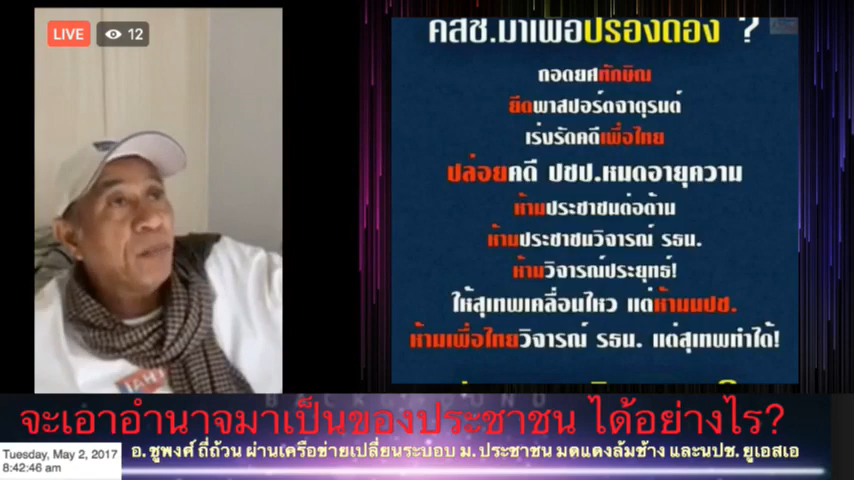 LIVE 12
คสช.มาเพื่อปรองดอง ?
ถอดยศทักษิณ
ยึดพาสปอร์ตจาตุรนต์
เร่งรัดคดีเพื่อไทย
ปล่อยคดี ปชป.หมดอายุความ
ห้ามประชาชนต่อต้าน
ห้ามประชาชนวิจารณ์ รธน.
ห้ามวิจารณ์ประยุทธ์!
ให้สุเทพเคลื่อนไหว แต่ห้ามนปช.
ห้ามเพื่อไทยวิจารณ์ รธน. แต่สุเทพทำได้!
BACKGROUND
จะเอาอำนาจมาเป็นของประชาชน ได้อย่างไร?
อ. ชูพงศ์ ถี่ถ้วน ผ่านเครือข่ายเปลี่ยนระบอบ ม. ประชาชน มดแดงล้มช้าง และนปช. ยูเอสเอ
Tuesday, May 2, 2017
8:42:46 am